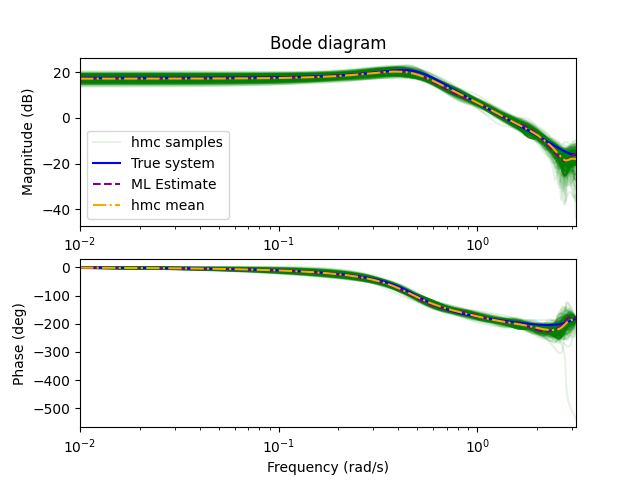 Bode diagram
Magnitude (dB)
20
0
−20
−40
hmc samples
True system
ML Estimate
hmc mean
10⁻² 10⁻¹ 10⁰
Phase (deg)
0
−100
−200
−300
−400
−500
10⁻² 10⁻¹ 10⁰
Frequency (rad/s)